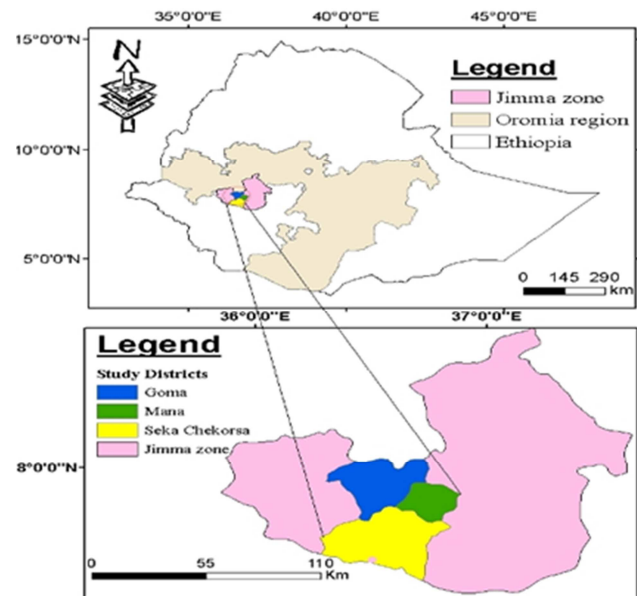 35°0'0"E 40°0'0"E 45°0'0"E
15°0'0"N
N
Legend
Jimma zone
Oromia region
Ethiopia
10°0'0"N
5°0'0"N
0 145 290
km
36°0'0"E 37°0'0"E
Legend
Study Districts
Goma
Mana
Seka Chekorsa
Jimma zone
8°0'0"N
0 55 110
Km